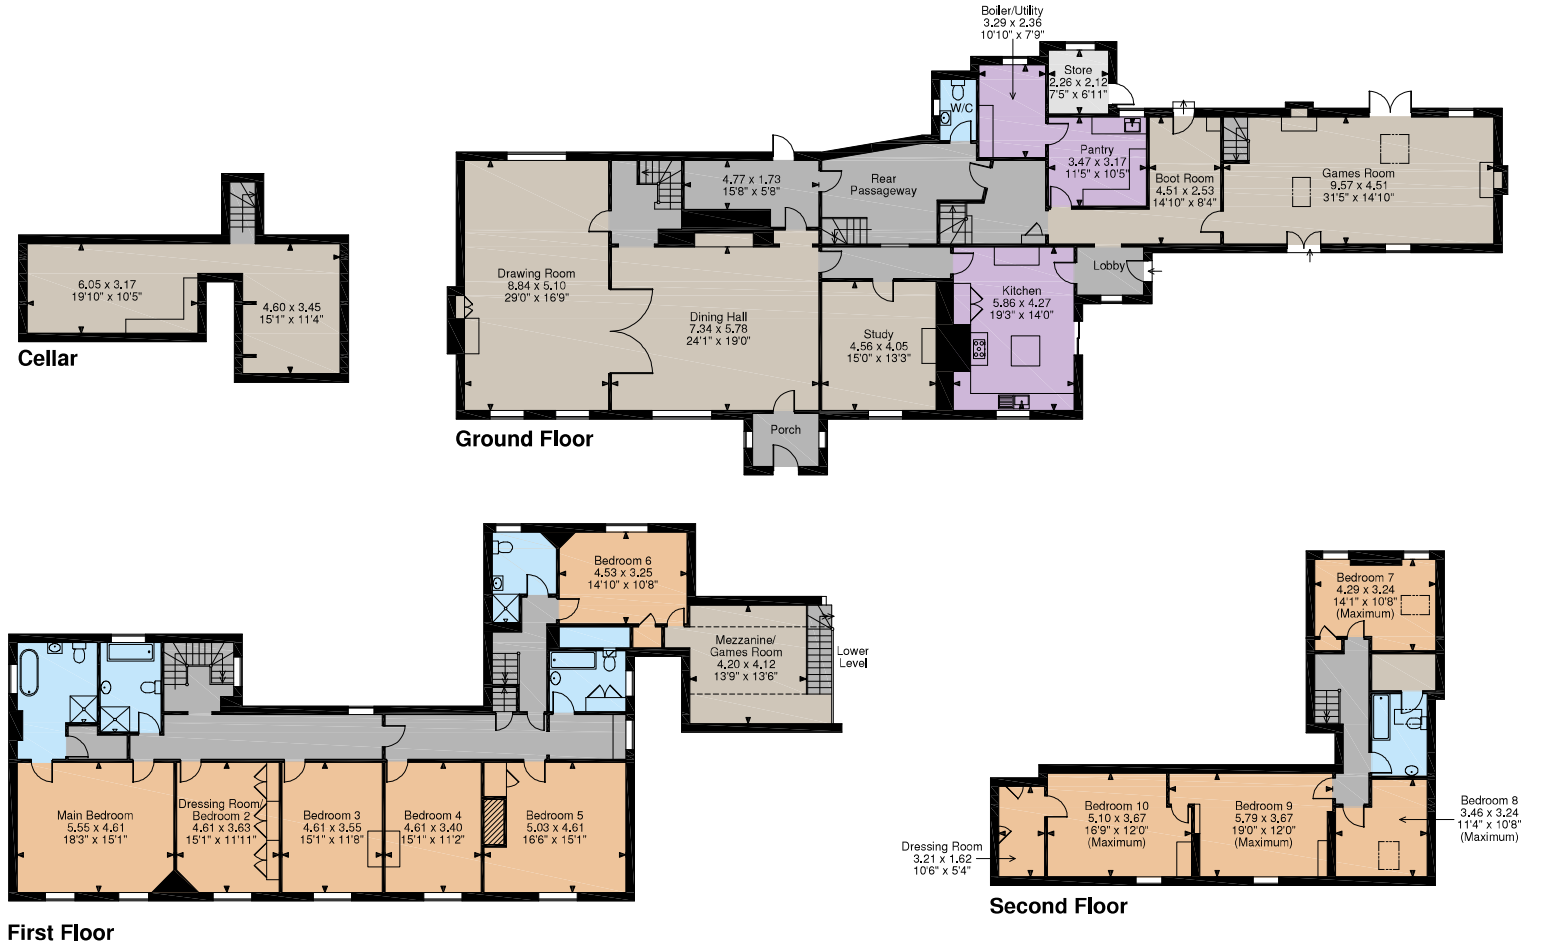 Boiler/Utility
3.29 x 2.36
10'10" x 7'9"
Store
2.26 x 2.12
7'5" x 6'11"
W/C
Pantry
3.47 x 3.17
11'5" x 10'5"
Boot Room
4.51 x 2.53
14'10" x 8'4"
Games Room
9.57 x 4.51
31'5" x 14'10"
4.77 x 1.73
15'8" x 5'8"
Rear
Passageway
Lobby
Drawing Room
8.84 x 5.10
29'0" x 16'9"
Dining Hall
7.34 x 5.78
24'1" x 19'0"
Study
4.56 x 4.05
15'0" x 13'3"
Kitchen
5.86 x 4.27
19'3" x 14'0"
Porch
Ground Floor
6.05 x 3.17
19'10" x 10'5"
4.60 x 3.45
15'1" x 11'4"
Cellar
Bedroom 6
4.53 x 3.25
14'10" x 10'8"
Mezzanine/
Games Room
4.20 x 4.12
13'9" x 13'6"
Lower
Level
Main Bedroom
5.55 x 4.61
18'3" x 15'1"
Dressing Room/
Bedroom 2
4.61 x 3.63
15'1" x 11'11"
Bedroom 3
4.61 x 3.55
15'1" x 11'8"
Bedroom 4
4.61 x 3.40
15'1" x 11'2"
Bedroom 5
5.03 x 4.61
16'6" x 15'1"
First Floor
Bedroom 7
4.29 x 3.24
14'1" x 10'8"
(Maximum)
Bedroom 8
3.46 x 3.24
11'4" x 10'8"
(Maximum)
Bedroom 9
5.79 x 3.67
19'0" x 12'0"
(Maximum)
Bedroom 10
5.10 x 3.67
16'9" x 12'0"
(Maximum)
Dressing Room
3.21 x 1.62
10'6" x 5'4"
Second Floor